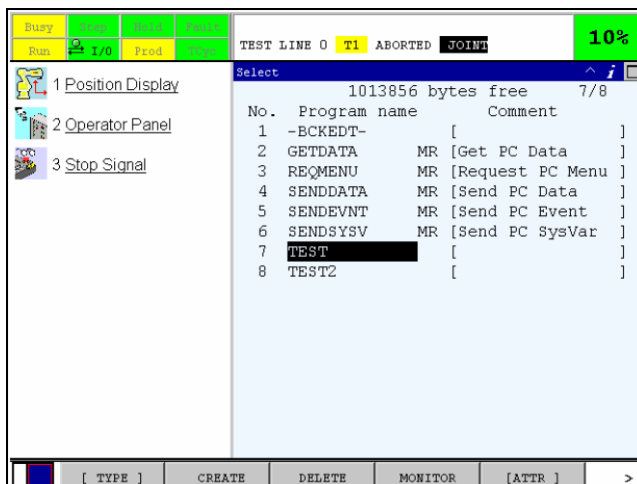 Busy Step Hold Fault
Run I/O Prod TCyc
TEST LINE 0 T1 ABORTED JOINT
10%
1 Position Display
2 Operator Panel
3 Stop Signal
Select
1013856 bytes free 7/8
No. Program name Comment
1 -BCKEDT- [ ]
2 GETDATA MR [Get PC Data ]
3 REQMENU MR [Request PC Menu ]
4 SENDDATA MR [Send PC Data ]
5 SENDEVNT MR [Send PC Event ]
6 SENDSYSV MR [Send PC SysVar ]
7 TEST [ ]
8 TEST2 [ ]
[ TYPE ] CREATE DELETE MONITOR [ATTR ] >